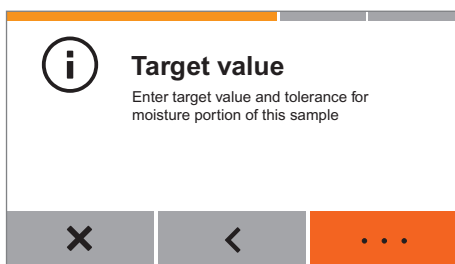 Target value
Enter target value and tolerance for
moisture portion of this sample